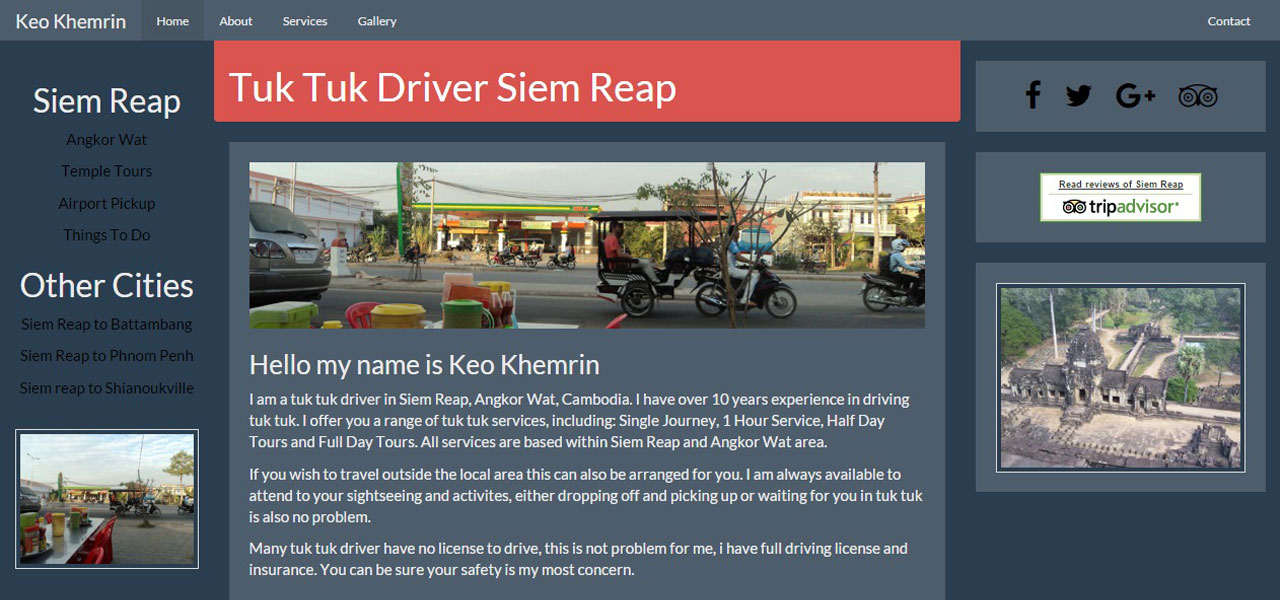 Keo Khemrin
Home
About
Services
Gallery
Contact
Siem Reap
Angkor Wat
Temple Tours
Airport Pickup
Things To Do
Other Cities
Siem Reap to Battambang
Siem Reap to Phnom Penh
Siem reap to Shianoukville
Tuk Tuk Driver Siem Reap
Hello my name is Keo Khemrin
I am a tuk tuk driver in Siem Reap, Angkor Wat, Cambodia. I have over 10 years experience in driving
tuk tuk. I offer you a range of tuk tuk services, including: Single Journey, 1 Hour Service, Half Day
Tours and Full Day Tours. All services are based within Siem Reap and Angkor Wat area.
If you wish to travel outside the local area this can also be arranged for you. I am always available to
attend to your sightseeing and activites, either dropping off and picking up or waiting for you in tuk tuk
is also no problem.
Many tuk tuk driver have no license to drive, this is not problem for me, i have full driving license and
insurance. You can be sure your safety is my most concern.
Read reviews of Siem Reap
tripadvisor